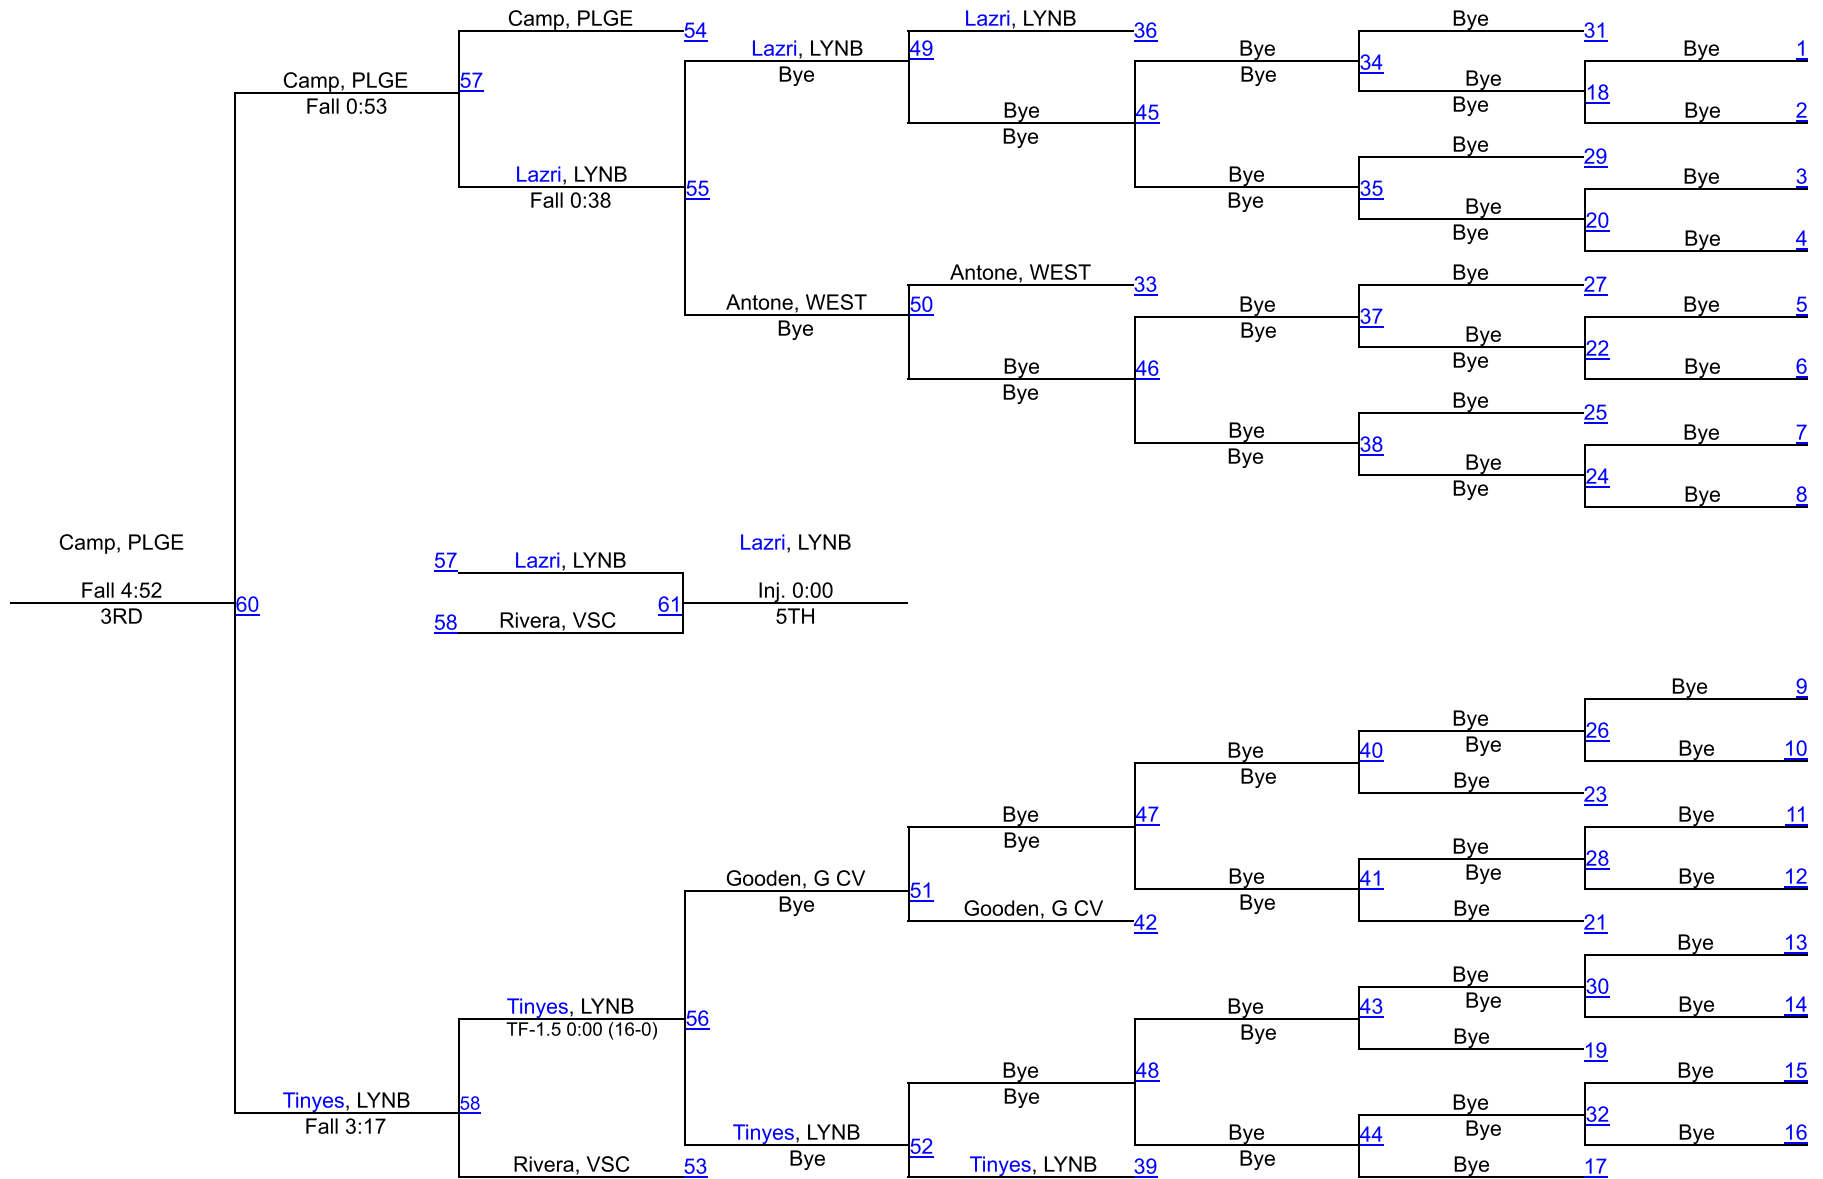 Camp, PLGE
54
Lazri, LYNB
36
Bye
31
Lazri, LYNB
49
Bye
Bye
1
Bye
Bye
34
Camp, PLGE
57
Bye
18
Fall 0:53
Bye
Bye
45
Bye
Bye
2
Bye
Bye
29
Lazri, LYNB
55
Bye
35
Bye
3
Fall 0:38
Bye
Bye
20
Bye
Bye
4
Antone, WEST
33
Bye
27
Antone, WEST
50
Bye
37
Bye
5
Bye
Bye
Bye
22
Bye
46
Bye
Bye
6
Bye
Bye
25
Bye
38
Bye
7
Bye
Bye
24
Bye
Bye
8
Camp, PLGE
Lazri, LYNB
57
Lazri, LYNB
Fall 4:52
60
61
Inj. 0:00
3RD
58
Rivera, VSC
5TH
Bye
9
Bye
26
Bye
40
Bye
Bye
10
Bye
Bye
23
Bye
47
Bye
11
Bye
Bye
28
Gooden, G CV
51
Bye
41
Bye
Bye
12
Bye
Bye
Gooden, G CV
42
Bye
21
Bye
13
Bye
30
Tinyes, LYNB
56
Bye
43
Bye
Bye
14
TF-1.5 0:00 (16-0)
Bye
Bye
19
Bye
48
Bye
15
Tinyes, LYNB
58
Bye
Bye
32
Fall 3:17
Tinyes, LYNB
52
Bye
44
Bye
Bye
16
Bye
Bye
Rivera, VSC
53
Tinyes, LYNB
39
Bye
17